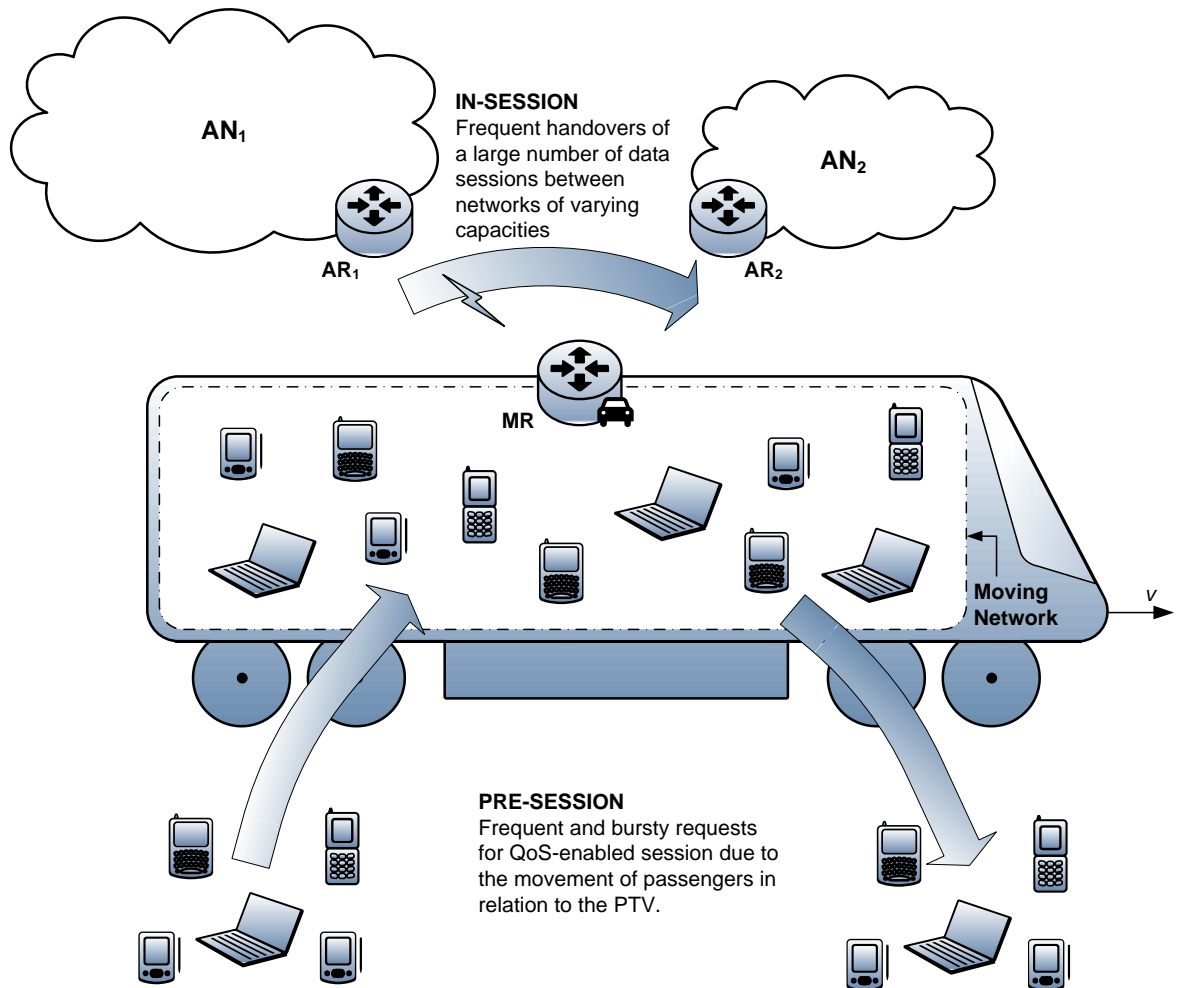 AN₁
IN-SESSION
Frequent handovers of
a large number of data
sessions between
networks of varying
capacities
AN₂
AR₁
AR₂
MR
Moving
Network
v
PRE-SESSION
Frequent and bursty requests
for QoS-enabled session due to
the movement of passengers in
relation to the PTV.